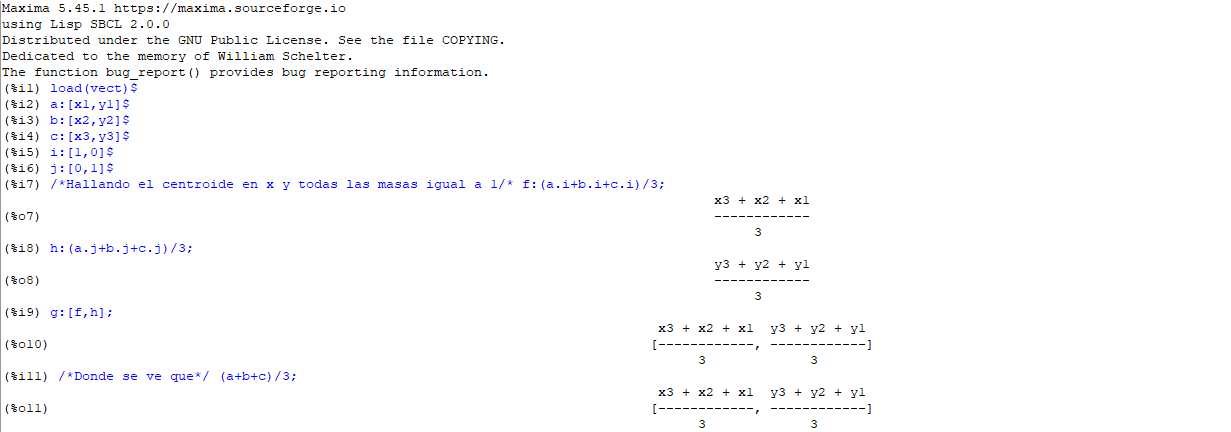 Maxima 5.45.1 https://maxima.sourceforge.io
using Lisp SBCL 2.0.0
Distributed under the GNU Public License. See the file COPYING.
Dedicated to the memory of William Schelter.
The function bug_report() provides bug reporting information.
(%i1) load(vect)$
(%i2) a:[x1,y1]$
(%i3) b:[x2,y2]$
(%i4) c:[x3,y3]$
(%i5) i:[1,0]$
(%i6) j:[0,1]$
(%i7) /*Hallando el centroide en x y todas las masas igual a 1/* f:(a.i+b.i+c.i)/3;
x3 + x2 + x1
(%o7) ------------
3
(%i8) h:(a.j+b.j+c.j)/3;
y3 + y2 + y1
(%o8) ------------
3
(%i9) g:[f,h];
x3 + x2 + x1  y3 + y2 + y1
(%o10) [------------, ------------]
3 3
(%i11) /*Donde se ve que*/ (a+b+c)/3;
x3 + x2 + x1  y3 + y2 + y1
(%o11) [------------, ------------]
3 3